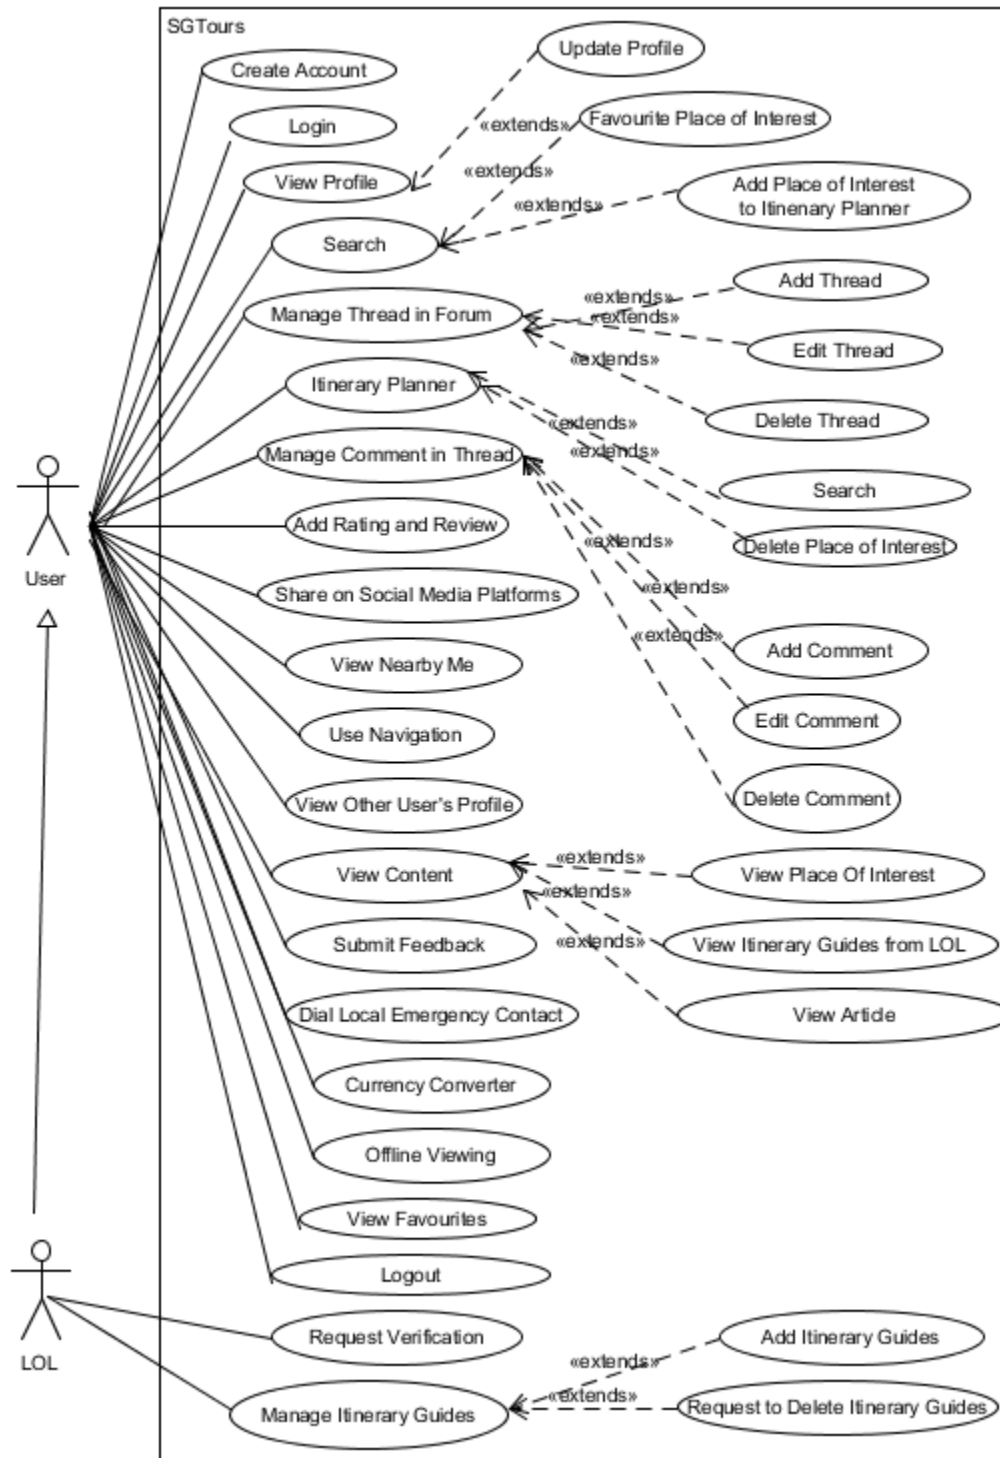 SGTours
Update Profile
Create Account
Favourite Place of Interest
Login
«extends»
«extends»
View Profile
Add Place of Interest
to Itinenary Planner
«extends»
Search
Add Thread
«extends»
Manage Thread in Forum
«extends»
Edit Thread
«extends»
Itinerary Planner
Delete Thread
«extends»
«extends»
Manage Comment in Thread
Search
Add Rating and Review
«extends»
Delete Place of Interest
User
«extends»
Share on Social Media Platforms
«extends»
Add Comment
View Nearby Me
Edit Comment
Use Navigation
Delete Comment
View Other User's Profile
«extends»
View Content
View Place Of Interest
«extends»
«extends»
Submit Feedback
View Itinerary Guides from LOL
Dial Local Emergency Contact
View Article
Currency Converter
Offline Viewing
View Favourites
Logout
Request Verification
Add Itinerary Guides
LOL
«extends»
«extends»
Manage Itinerary Guides
Request to Delete Itinerary Guides